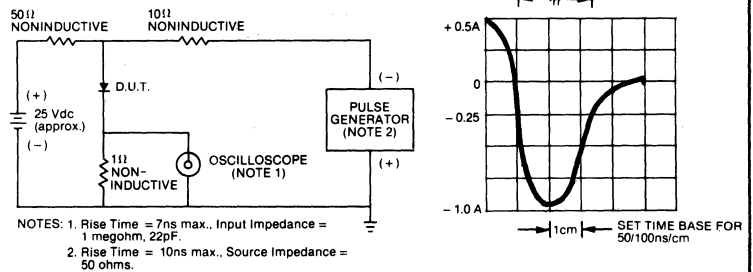 50Ω
NONINDUCTIVE
10Ω
NONINDUCTIVE
(+)
25 Vdc
(approx.)
(−)
D.U.T.
1Ω
NON-
INDUCTIVE
OSCILLOSCOPE
(NOTE 1)
(−)
PULSE
GENERATOR
(NOTE 2)
(+)
NOTES: 1. Rise Time = 7ns max., Input Impedance =
1 megohm, 22pF.
2. Rise Time = 10ns max., Source Impedance =
50 ohms.
+ 0.5A
0
− 0.25
− 1.0 A
1cm
SET TIME BASE FOR
50/100ns/cm